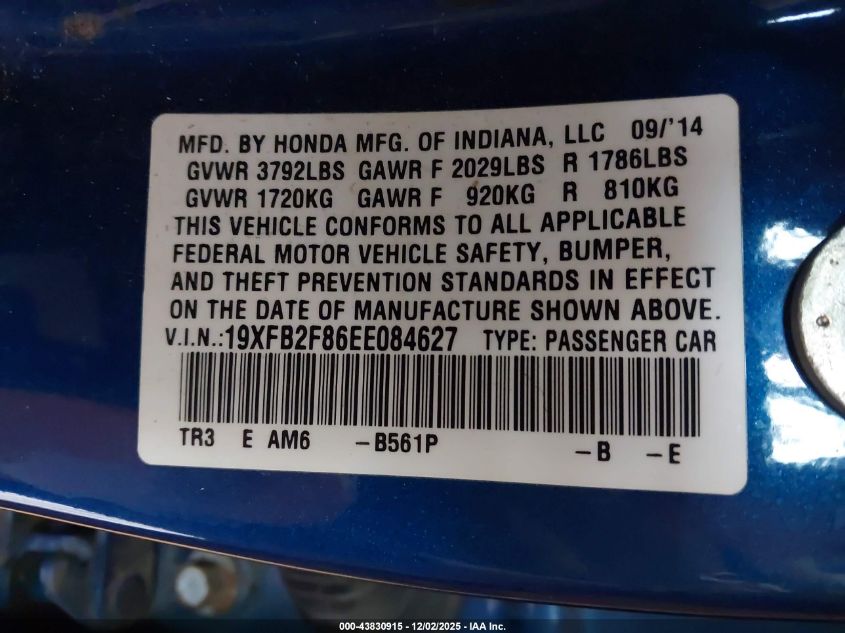 MFD. BY HONDA MFG. OF INDIANA, LLC 09/'14
GVWR 3792LBS GAWR F 2029LBS R 1786LBS
GVWR 1720KG GAWR F 920KG R 810KG
THIS VEHICLE CONFORMS TO ALL APPLICABLE
FEDERAL MOTOR VEHICLE SAFETY, BUMPER,
AND THEFT PREVENTION STANDARDS IN EFFECT
ON THE DATE OF MANUFACTURE SHOWN ABOVE.
V.I.N.:19XFB2F86EE084627 TYPE: PASSENGER CAR
TR3 E AM6 -B561P -B -E
000-43830915 - 12/02/2025 - IAA Inc.